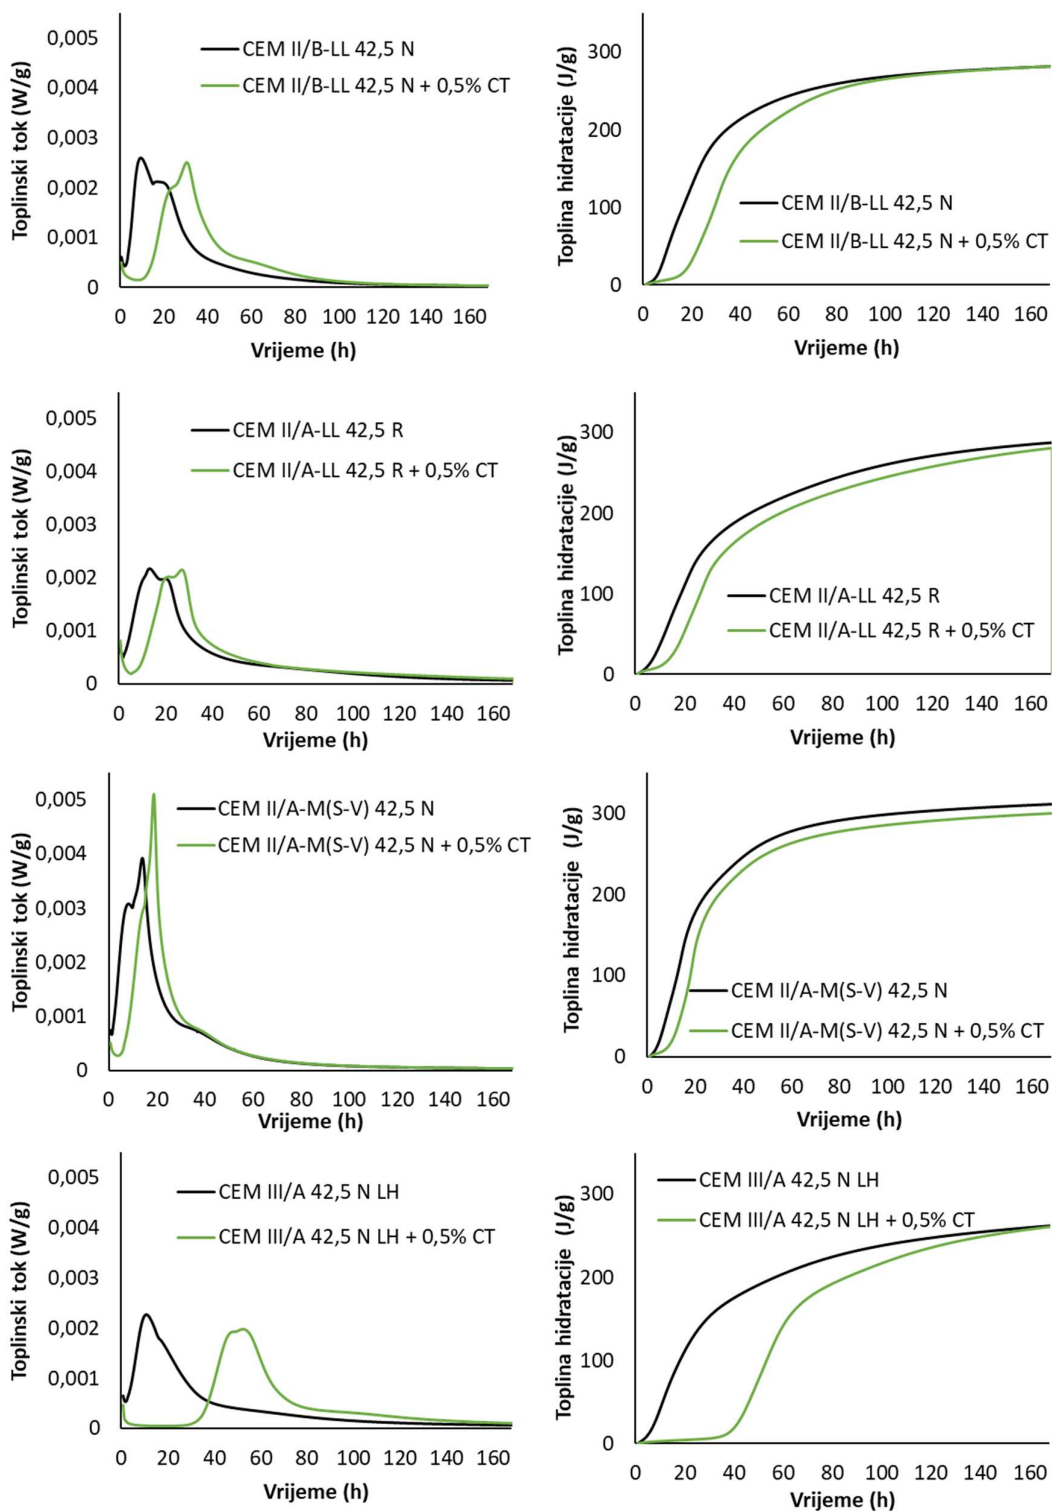 Toplinski tok (W/g)
0,005
0,004
0,003
0,002
0,001
0
CEM II/B-LL 42,5 N
CEM II/B-LL 42,5 N + 0,5% CT
0 20 40 60 80 100 120 140 160
Vrijeme (h)
Toplina hidratacije (J/g)
300
200
100
0
CEM II/B-LL 42,5 N
CEM II/B-LL 42,5 N + 0,5% CT
0 20 40 60 80 100 120 140 160
Vrijeme (h)
Toplinski tok (W/g)
0,005
0,004
0,003
0,002
0,001
0
CEM II/A-LL 42,5 R
CEM II/A-LL 42,5 R + 0,5% CT
0 20 40 60 80 100 120 140 160
Vrijeme (h)
Toplina hidratacije (J/g)
300
200
100
0
CEM II/A-LL 42,5 R
CEM II/A-LL 42,5 R + 0,5% CT
0 20 40 60 80 100 120 140 160
Vrijeme (h)
Toplinski tok (W/g)
0,005
0,004
0,003
0,002
0,001
0
CEM II/A-M(S-V) 42,5 N
CEM II/A-M(S-V) 42,5 N + 0,5% CT
0 20 40 60 80 100 120 140 160
Vrijeme (h)
Toplina hidratacije (J/g)
300
200
100
0
CEM II/A-M(S-V) 42,5 N
CEM II/A-M(S-V) 42,5 N + 0,5% CT
0 20 40 60 80 100 120 140 160
Vrijeme (h)
Toplinski tok (W/g)
0,005
0,004
0,003
0,002
0,001
0
CEM III/A 42,5 N LH
CEM III/A 42,5 N LH + 0,5% CT
0 20 40 60 80 100 120 140 160
Vrijeme (h)
Toplina hidratacije (J/g)
300
200
100
0
CEM III/A 42,5 N LH
CEM III/A 42,5 N LH + 0,5% CT
0 20 40 60 80 100 120 140 160
Vrijeme (h)